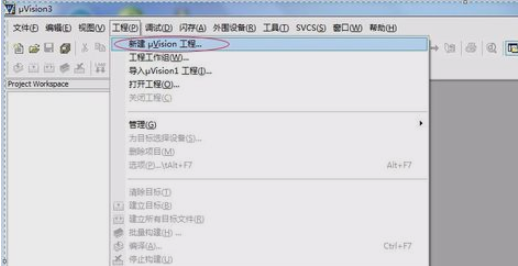 μVision3
文件(F) 编辑(E) 视图(V) 工程(P) 调试(D) 闪存(A) 外围设备(R) 工具(T) SVCS(S) 窗口(W) 帮助(H)
新建 μVision 工程...
工程工作组(W)...
导入μVision1 工程(I)...
打开工程(O)...
关闭工程(C)
Project Workspace
管理(G)
为目标选择设备(S)...
删除项目(M)
选项(P)...\tAlt+F7 Alt+F7
清除目标(T)
建立目标(B)
建立所有目标文件(R)
批量构建(H) ...
编译(A)... Ctrl+F7
停止构建(U)